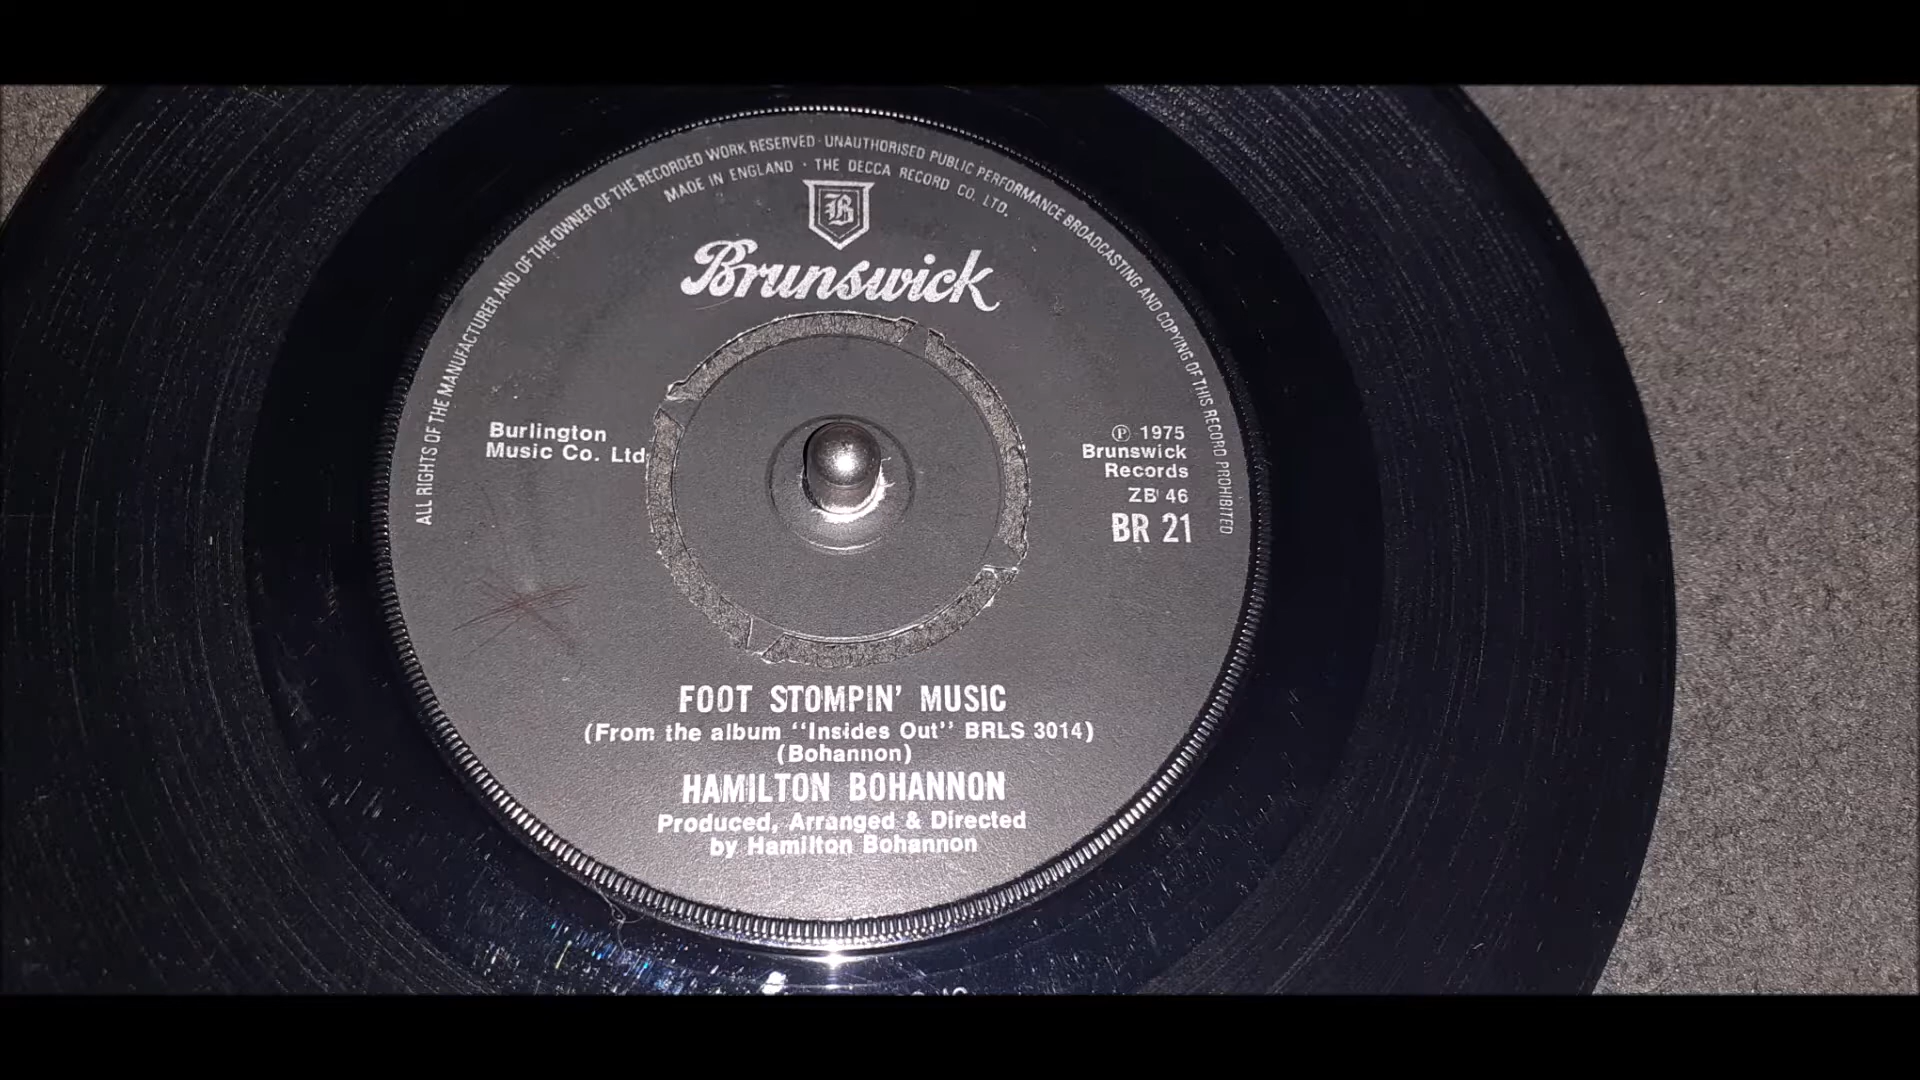 ALL RIGHTS OF THE MANUFACTURER AND OF THE OWNER OF THE RECORDED WORK RESERVED · UNAUTHORISED PUBLIC PERFORMANCE BROADCASTING AND COPYING OF THIS RECORD PROHIBITED
MADE IN ENGLAND · THE DECCA RECORD CO. LTD.
B
Brunswick
Burlington
Music Co. Ltd
℗ 1975
Brunswick
Records
ZB 46
BR 21
FOOT STOMPIN' MUSIC
(From the album "Insides Out" BRLS 3014)
(Bohannon)
HAMILTON BOHANNON
Produced, Arranged & Directed
by Hamilton Bohannon